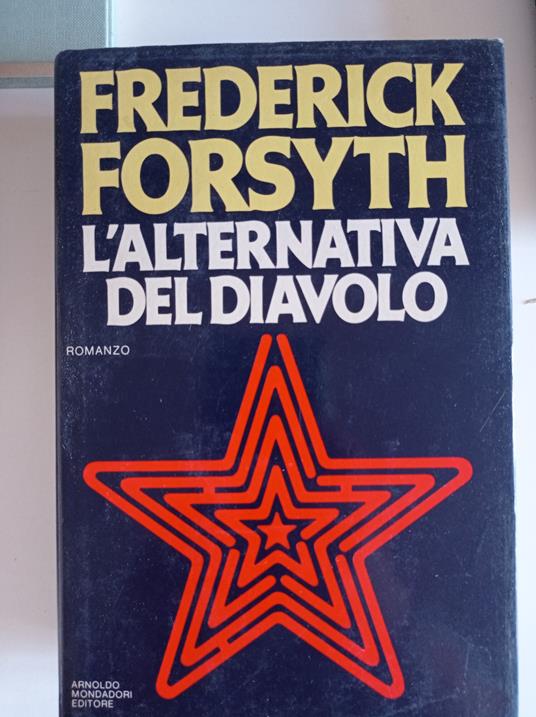 FREDERICK
FORSYTH
L'ALTERNATIVA
DEL DIAVOLO
ROMANZO
ARNOLDO
MONDADORI
EDITORE